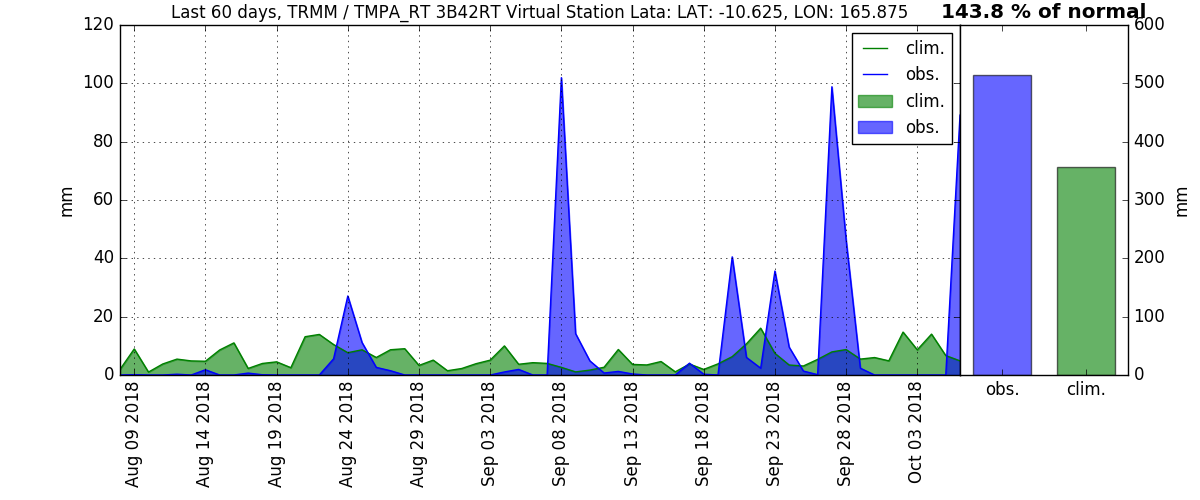 Last 60 days, TRMM / TMPA_RT 3B42RT Virtual Station Lata: LAT: -10.625, LON: 165.875
143.8 % of normal
120
100
80
60
40
20
0
mm
clim.
obs.
clim.
obs.
600
500
400
300
200
100
0
mm
Aug 09 2018
Aug 14 2018
Aug 19 2018
Aug 24 2018
Aug 29 2018
Sep 03 2018
Sep 08 2018
Sep 13 2018
Sep 18 2018
Sep 23 2018
Sep 28 2018
Oct 03 2018
obs.
clim.